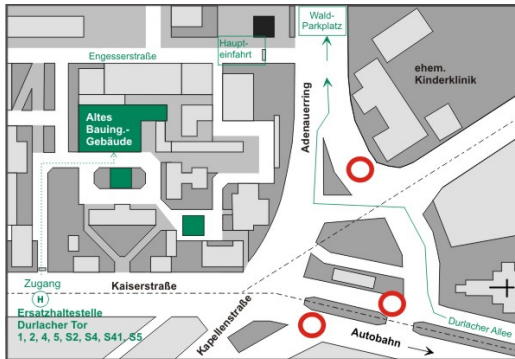 Wald-
Parkplatz
Engesserstraße
Haupt-
einfahrt
ehem.
Kinderklinik
Adenauerring
Altes
Bauing.-
Gebäude
Zugang
H
Kaiserstraße
Ersatzhaltestelle
Durlacher Tor
1, 2, 4, 5, S2, S4, S41, S5
Kapellenstraße
Autobahn
Durlacher Allee